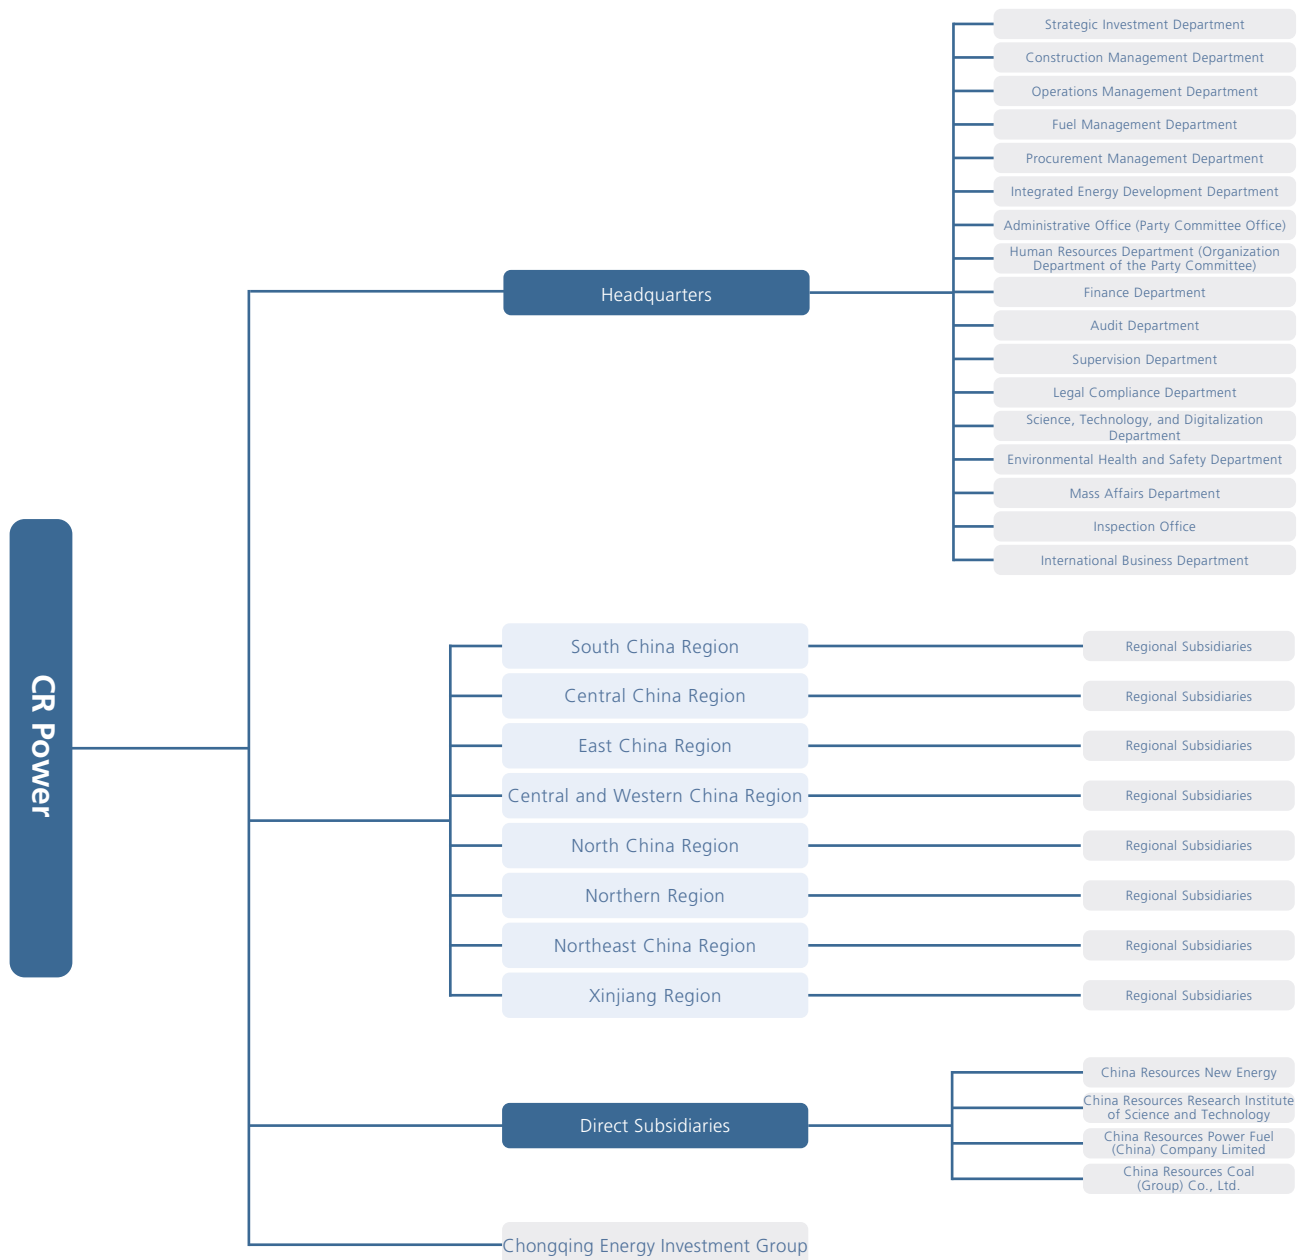 CR Power
Headquarters
Strategic Investment Department
Construction Management Department
Operations Management Department
Fuel Management Department
Procurement Management Department
Integrated Energy Development Department
Administrative Office (Party Committee Office)
Human Resources Department (Organization
Department of the Party Committee)
Finance Department
Audit Department
Supervision Department
Legal Compliance Department
Science, Technology, and Digitalization
Department
Environmental Health and Safety Department
Mass Affairs Department
Inspection Office
International Business Department
South China Region
Regional Subsidiaries
Central China Region
Regional Subsidiaries
East China Region
Regional Subsidiaries
Central and Western China Region
Regional Subsidiaries
North China Region
Regional Subsidiaries
Northern Region
Regional Subsidiaries
Northeast China Region
Regional Subsidiaries
Xinjiang Region
Regional Subsidiaries
Direct Subsidiaries
China Resources New Energy
China Resources Research Institute
of Science and Technology
China Resources Power Fuel
(China) Company Limited
China Resources Coal
(Group) Co., Ltd.
Chongqing Energy Investment Group